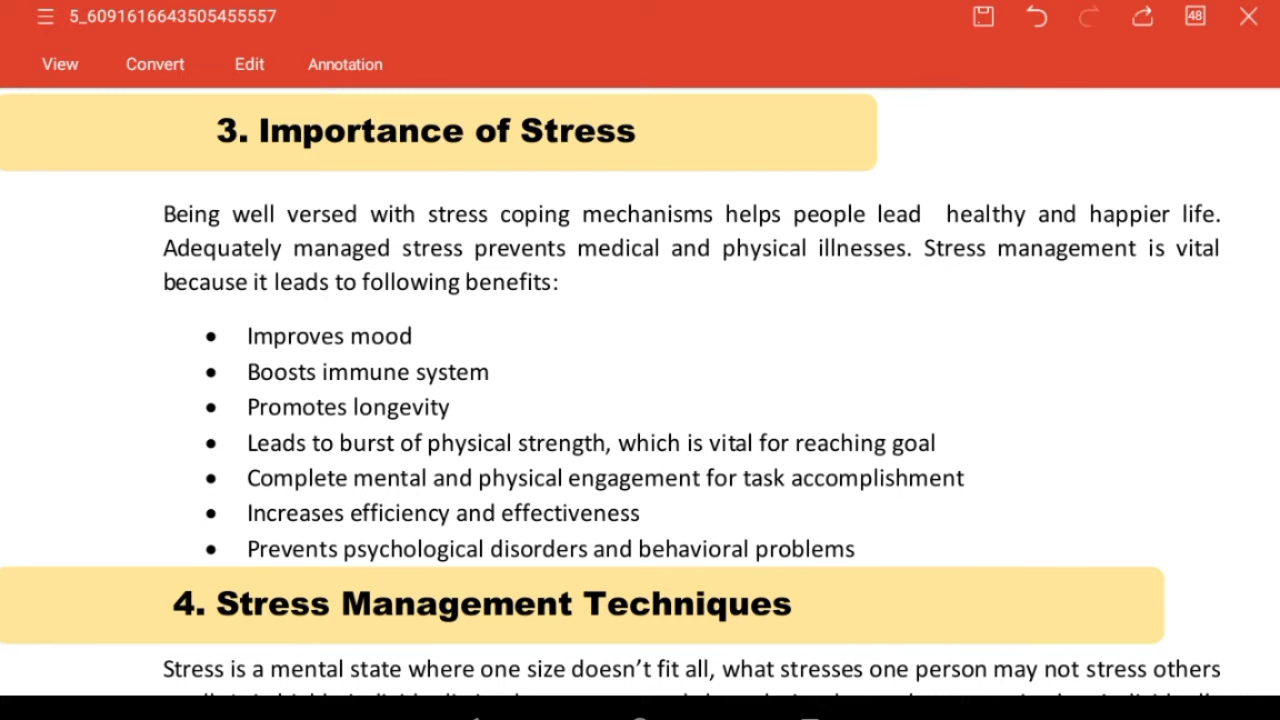 5_6091616643505455557
48
View Convert Edit Annotation
3. Importance of Stress
Being well versed with stress coping mechanisms helps people lead healthy and happier life.
Adequately managed stress prevents medical and physical illnesses. Stress management is vital
because it leads to following benefits:
• Improves mood
• Boosts immune system
• Promotes longevity
• Leads to burst of physical strength, which is vital for reaching goal
• Complete mental and physical engagement for task accomplishment
• Increases efficiency and effectiveness
• Prevents psychological disorders and behavioral problems
4. Stress Management Techniques
Stress is a mental state where one size doesn’t fit all, what stresses one person may not stress others